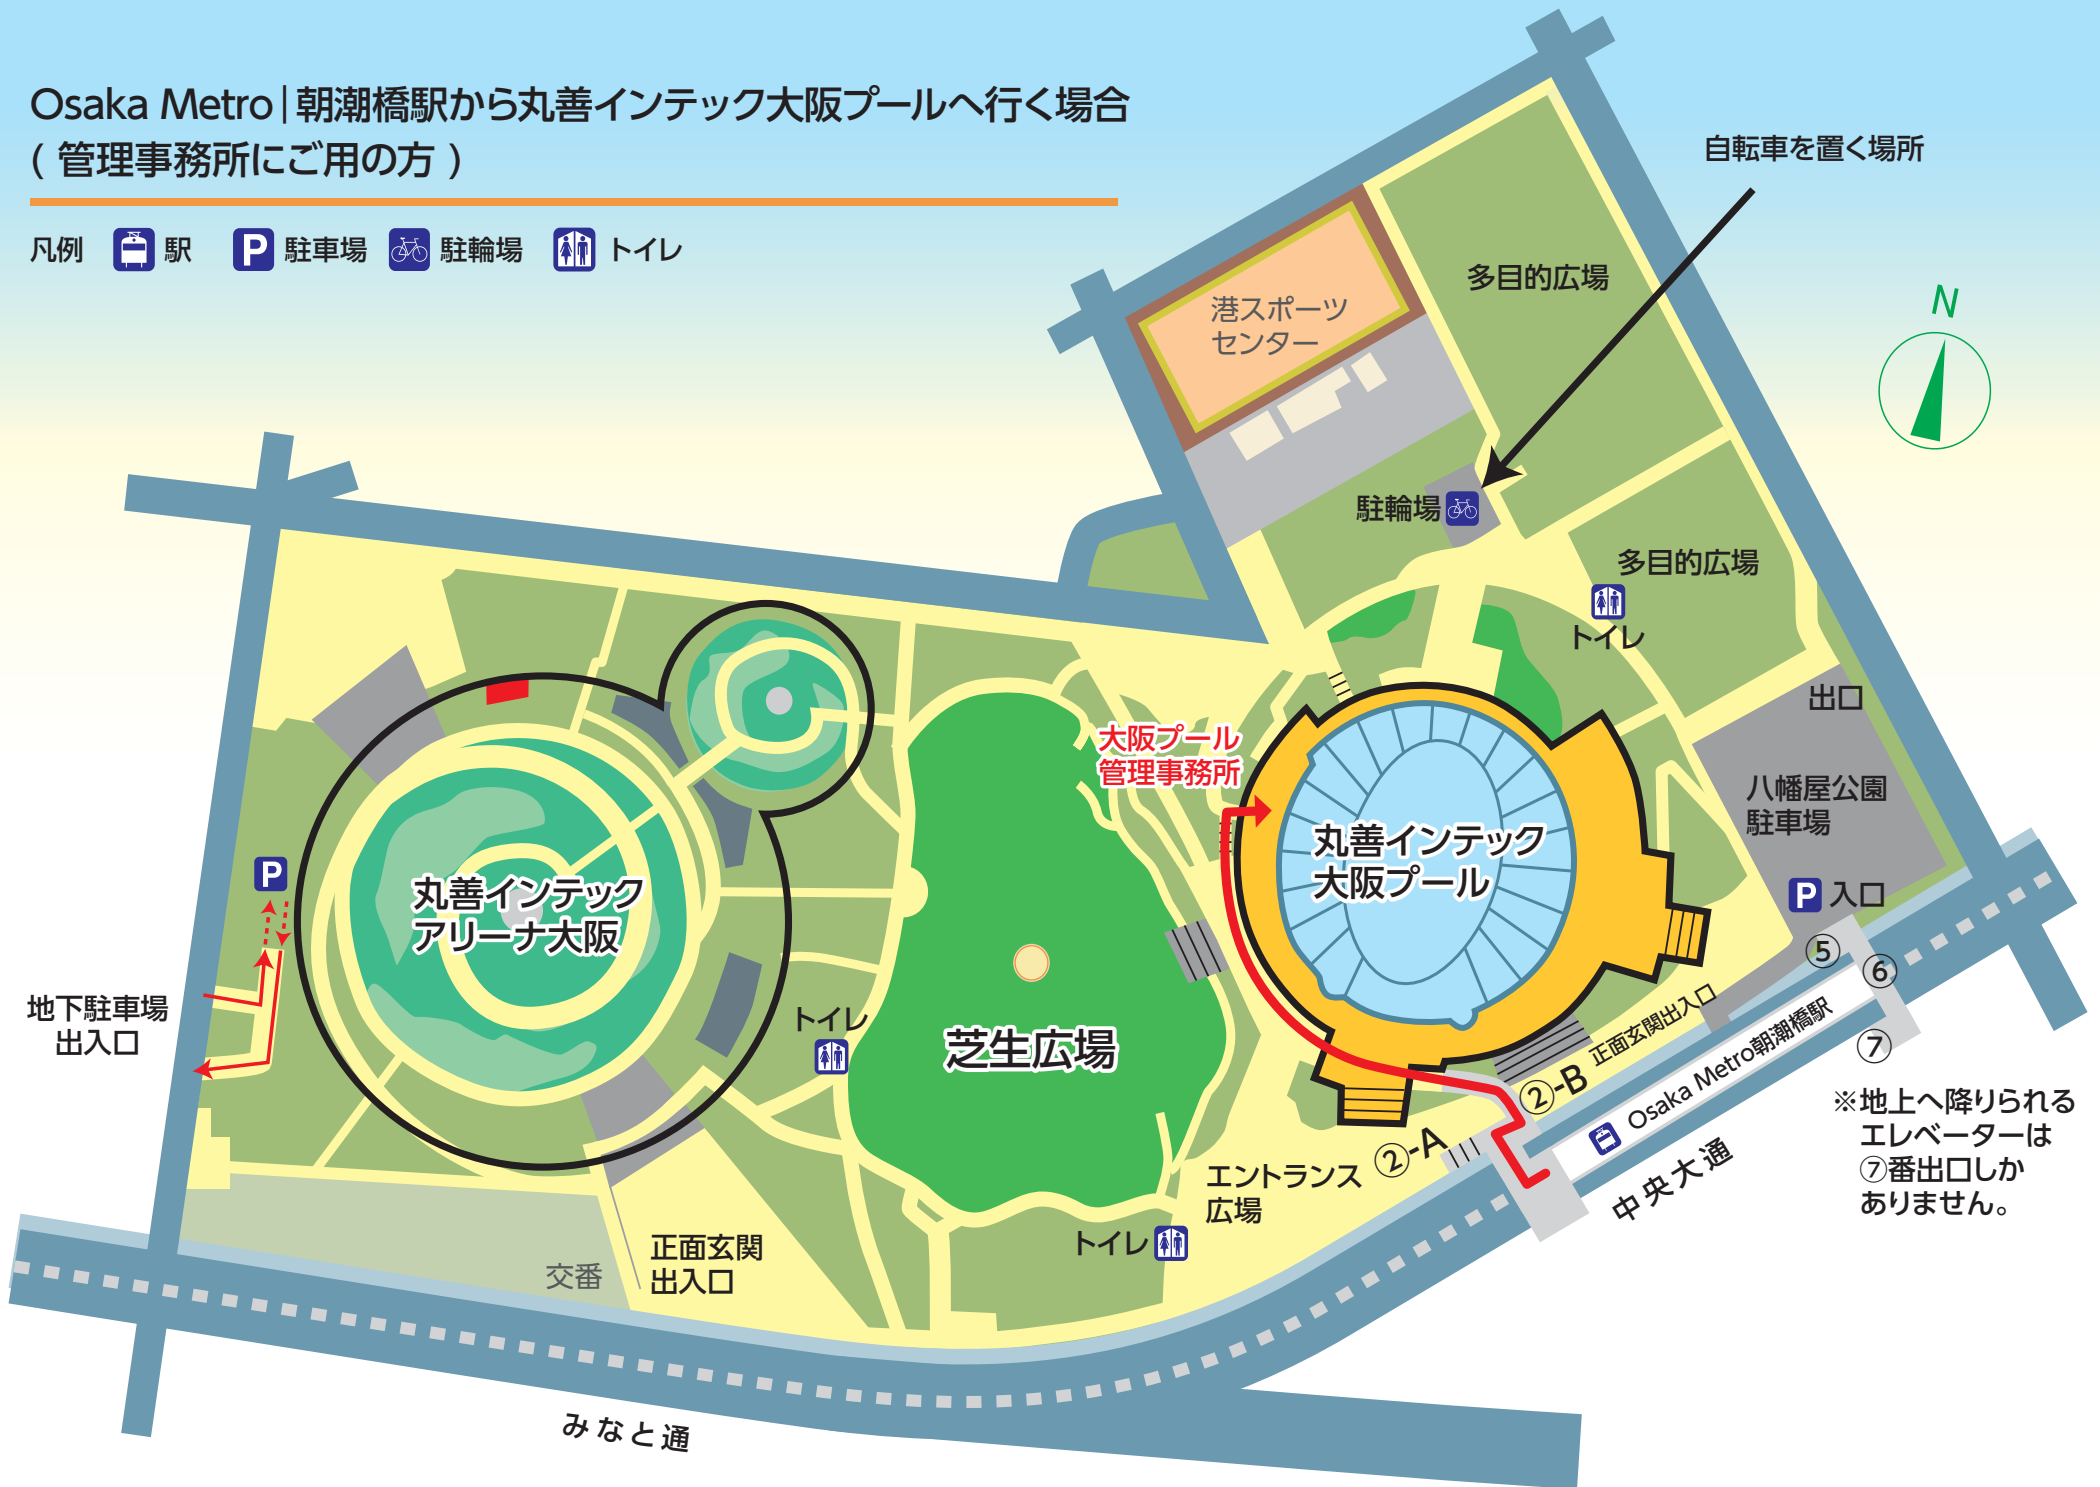 Osaka Metro|朝潮橋駅から丸善インテック大阪プールへ行く場合
( 管理事務所にご用の方 )
凡例 駅 P 駐車場 駐輪場 トイレ
自転車を置く場所
多目的広場
N
港スポーツ
センター
駐輪場
多目的広場
トイレ
出口
大阪プール
管理事務所
八幡屋公園
駐車場
丸善インテック
大阪プール
P 入口
P
丸善インテック
アリーナ大阪
⑤
⑥
地下駐車場
出入口
トイレ
芝生広場
正面玄関出入口
Osaka Metro朝潮橋駅
⑦
②-B
②-A
※地上へ降りられる
エレベーターは
⑦番出口しか
ありません。
エントランス
広場
中央大通
トイレ
正面玄関
出入口
交番
みなと通